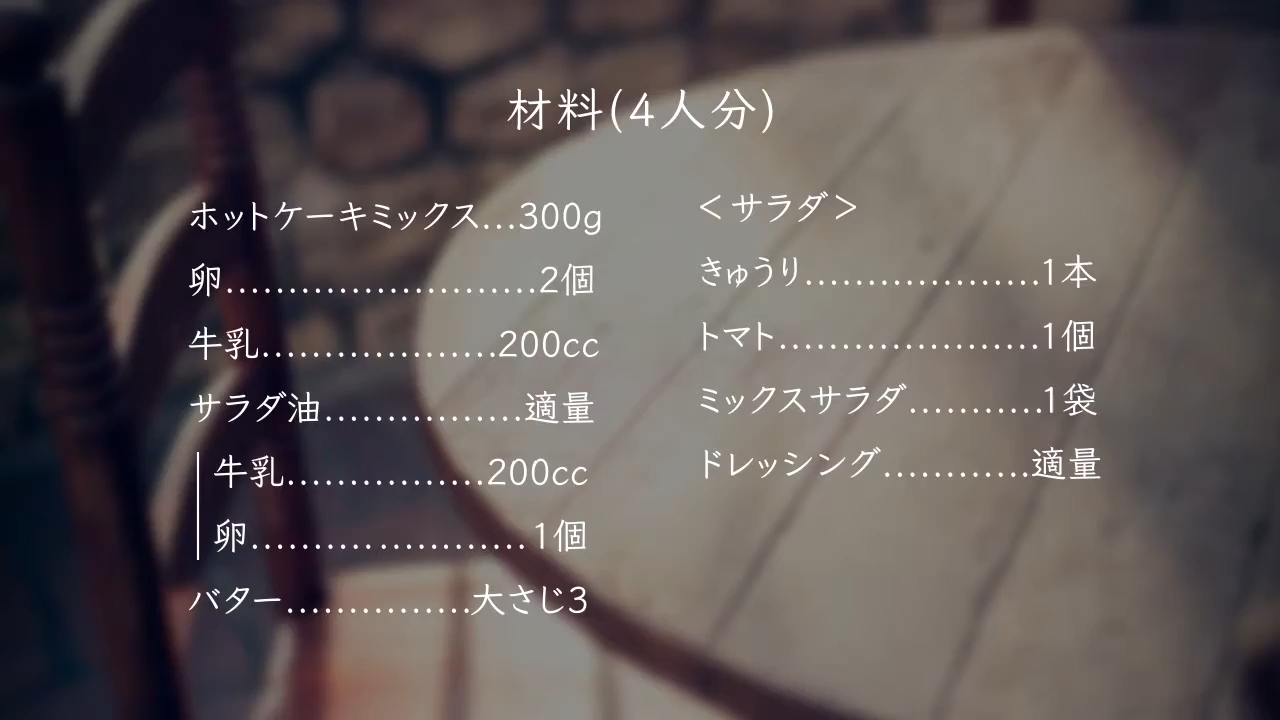 材料(4人分)
ホットケーキミックス...300g
卵.........................2個
牛乳...................200cc
サラダ油................適量
牛乳................200cc
卵......................1個
バター...............大さじ3
<サラダ>
きゅうり...................1本
トマト.....................1個
ミックスサラダ...........1袋
ドレッシング............適量